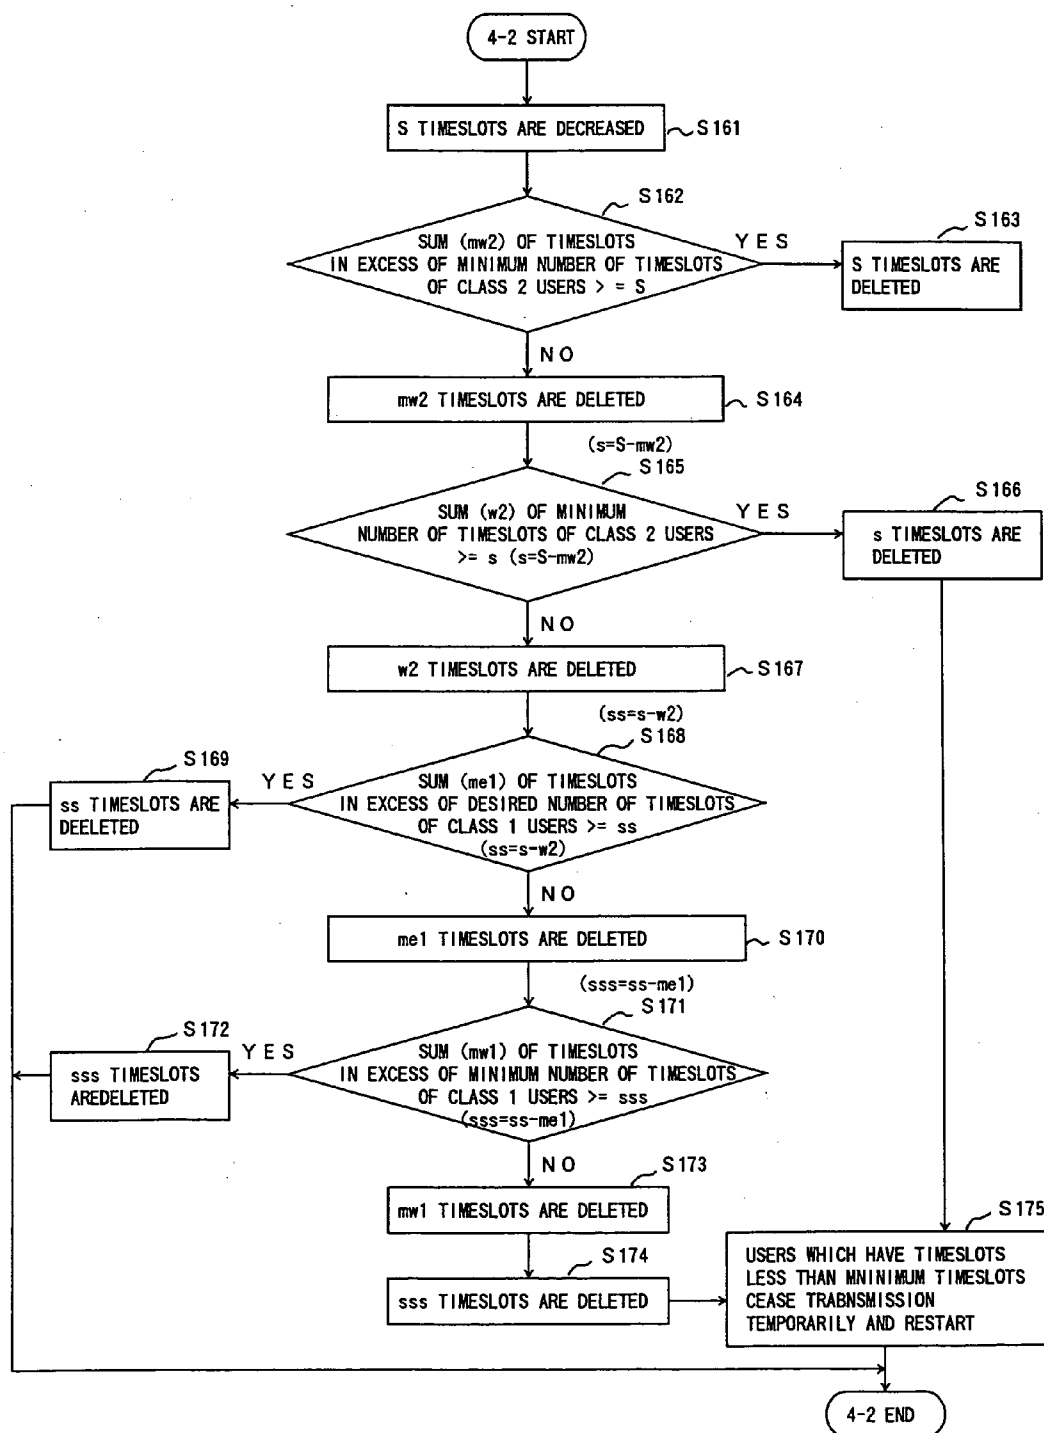 4-2 START
S TIMESLOTS ARE DECREASED
S161
S162
SUM (mw2) OF TIMESLOTS
IN EXCESS OF MINIMUM NUMBER OF TIMESLOTS
OF CLASS 2 USERS > = S
YES
S163
S TIMESLOTS ARE
DELETED
NO
mw2 TIMESLOTS ARE DELETED
S164
(s=S-mw2)
S165
SUM (w2) OF MINIMUM
NUMBER OF TIMESLOTS OF CLASS 2 USERS
>= s (s=S-mw2)
YES
S166
s TIMESLOTS ARE
DELETED
NO
w2 TIMESLOTS ARE DELETED
S167
(ss=s-w2)
S168
SUM (me1) OF TIMESLOTS
IN EXCESS OF DESIRED NUMBER OF TIMESLOTS
OF CLASS 1 USERS >= ss
(ss=s-w2)
YES
S169
ss TIMESLOTS ARE
DEELETED
NO
me1 TIMESLOTS ARE DELETED
S170
(sss=ss-me1)
S171
SUM (mw1) OF TIMESLOTS
IN EXCESS OF MINIMUM NUMBER OF TIMESLOTS
OF CLASS 1 USERS >= sss
(sss=ss-me1)
YES
S172
sss TIMESLOTS
AREDELETED
NO
S173
mw1 TIMESLOTS ARE DELETED
S174
sss TIMESLOTS ARE DELETED
S175
USERS WHICH HAVE TIMESLOTS
LESS THAN MNINIMUM TIMESLOTS
CEASE TRABNSMISSION
TEMPORARILY AND RESTART
4-2 END